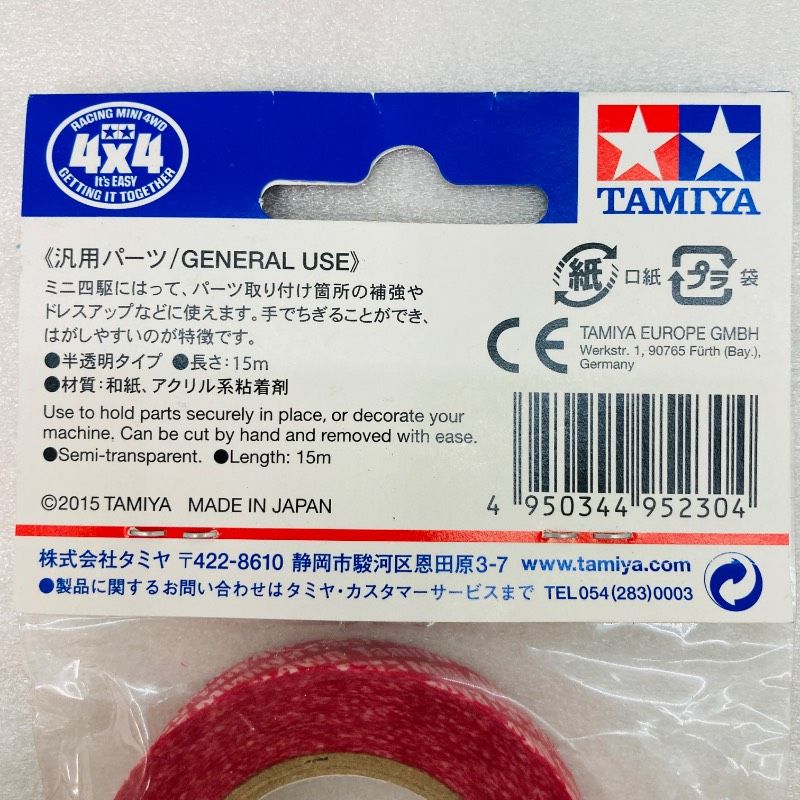 RACING MINI 4WD
4x4
It's EASY
GETTING IT TOGETHER
TAMIYA
《汎用パーツ/GENERAL USE》
ミニ四駆にはって、パーツ取り付け箇所の補強や
ドレスアップなどに使えます。手でちぎることができ、
はがしやすいのが特徴です。
●半透明タイプ ●長さ:15m
●材質:和紙、アクリル系粘着剤
Use to hold parts securely in place, or decorate your
machine. Can be cut by hand and removed with ease.
●Semi-transparent. ●Length: 15m
©2015 TAMIYA MADE IN JAPAN
紙 口紙 プラ 袋
CE TAMIYA EUROPE GMBH
Werkstr. 1, 90765 Fürth (Bay.),
Germany
4 950344 952304
株式会社タミヤ 〒422-8610 静岡市駿河区恩田原3-7 www.tamiya.com
●製品に関するお問い合わせはタミヤ・カスタマーサービスまで TEL054(283)0003